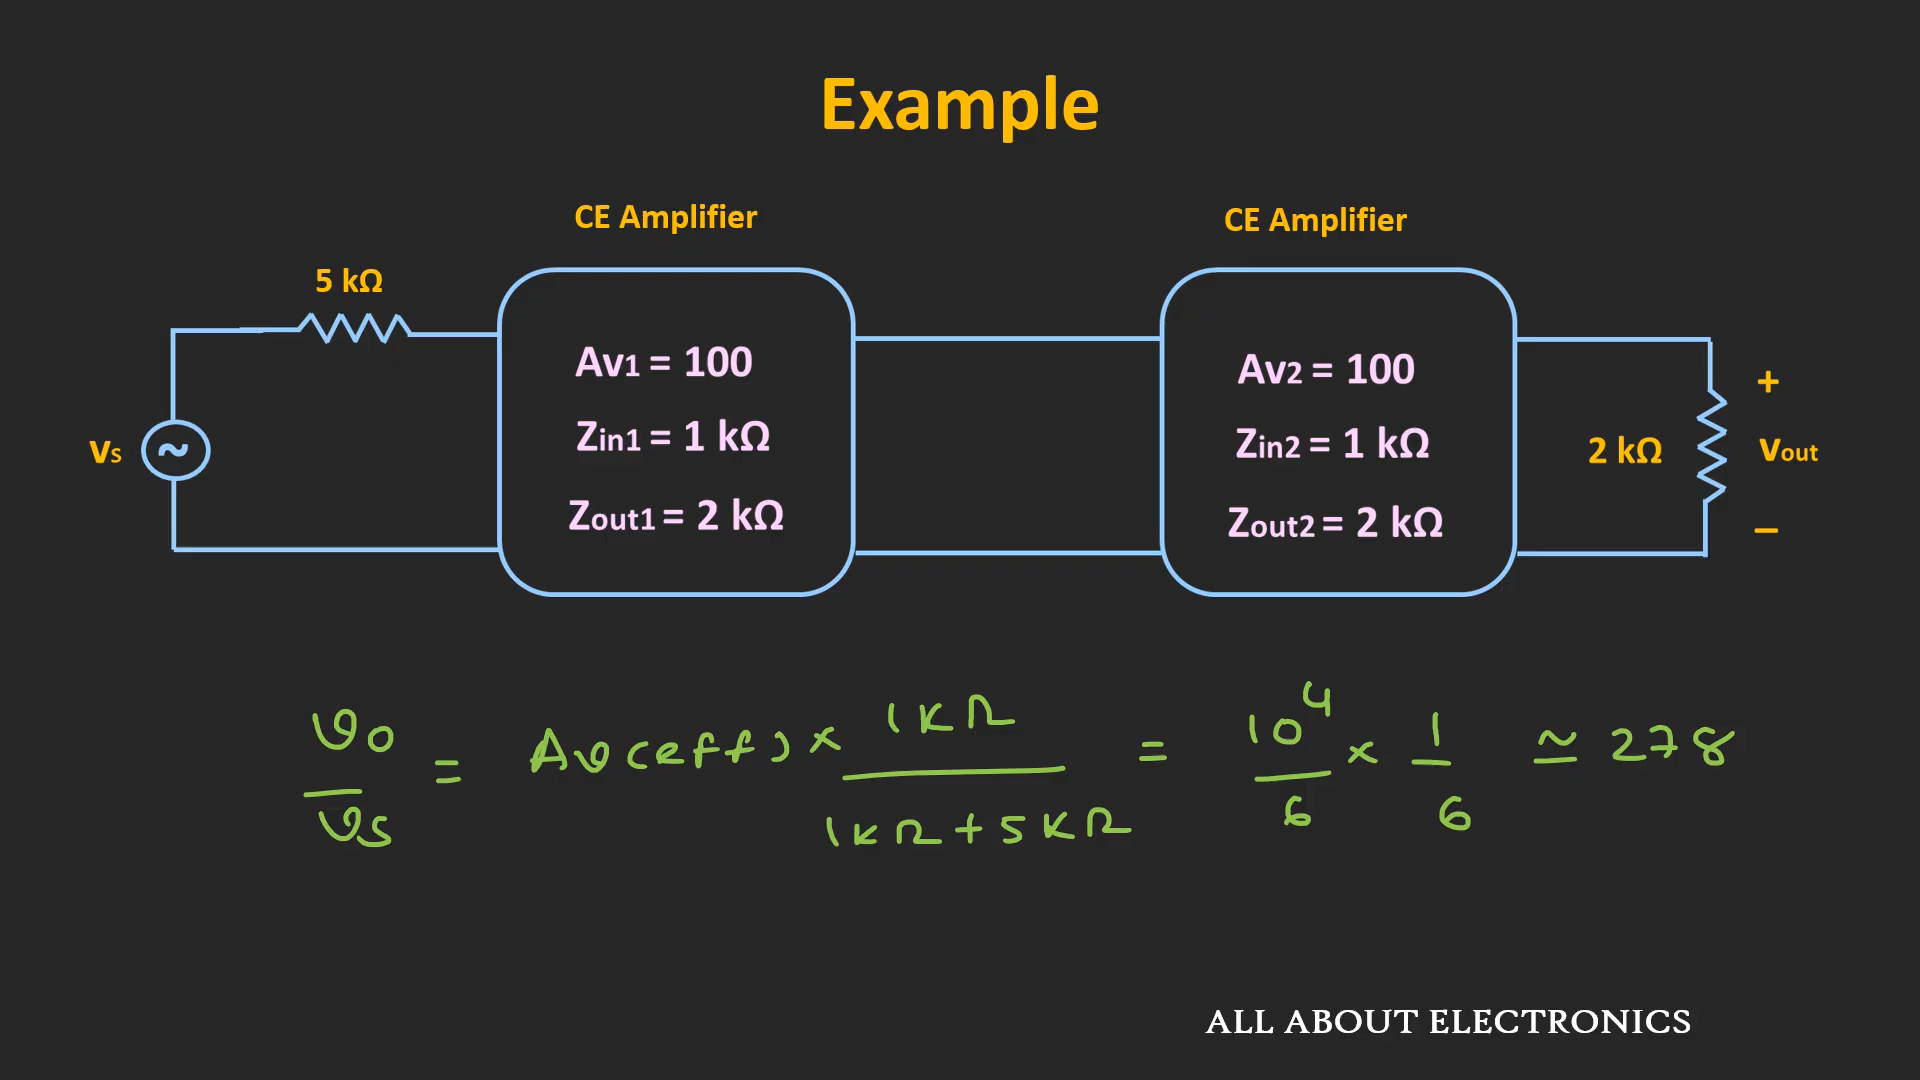 Example
CE Amplifier
CE Amplifier
5 kΩ
Av1 = 100
Zin1 = 1 kΩ
Zout1 = 2 kΩ
Av2 = 100
Zin2 = 1 kΩ
Zout2 = 2 kΩ
vs
~
2 kΩ
+
vout
–
vo/vs = Av(eff) × 1kΩ/1kΩ+5kΩ = 10^4/6 × 1/6 ≃ 278
ALL ABOUT ELECTRONICS